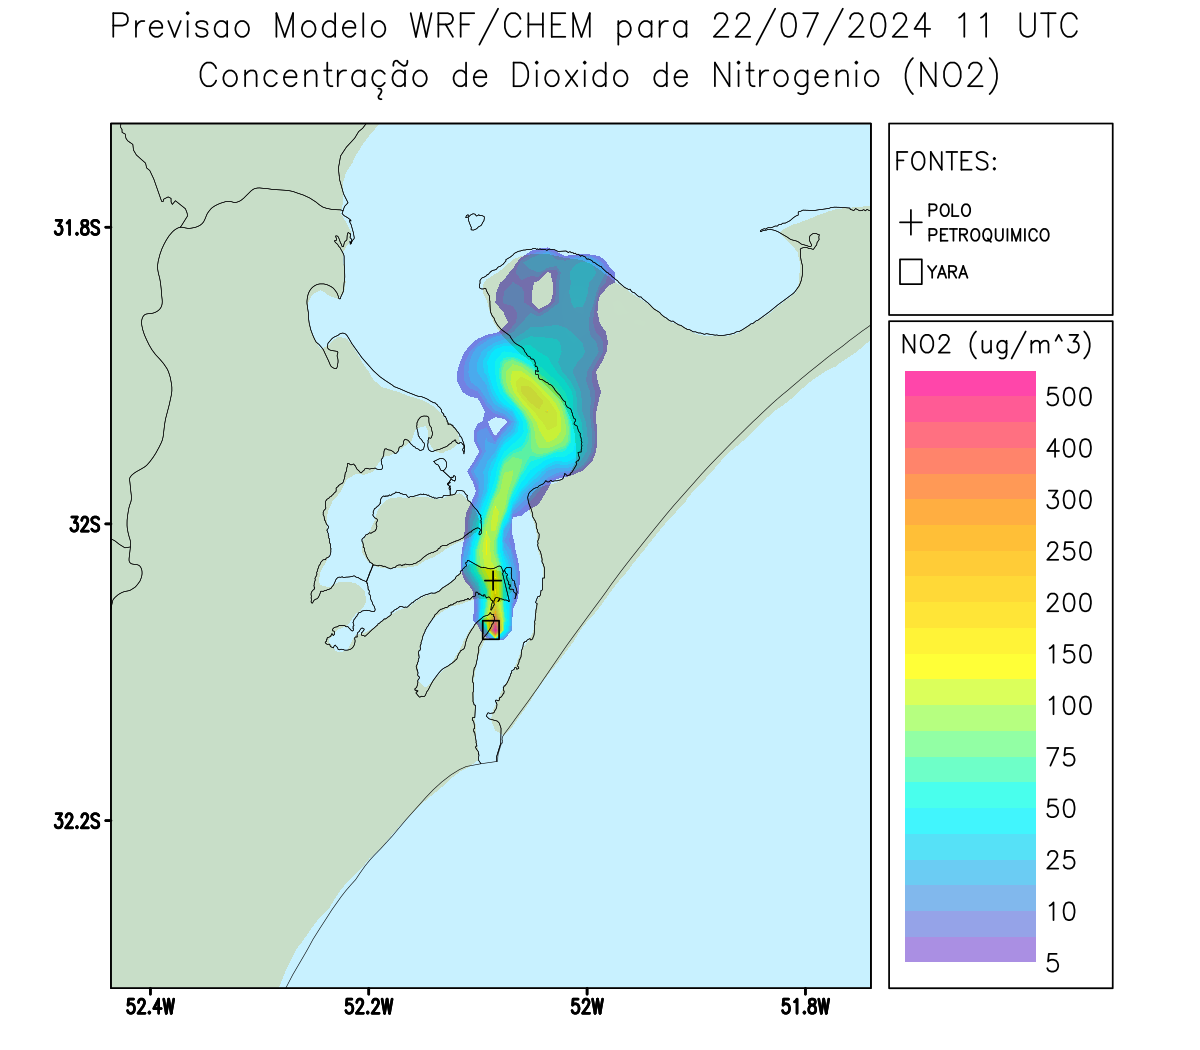 Previsao Modelo WRF/CHEM para 22/07/2024 11 UTC
Concentração de Dioxido de Nitrogenio (NO2)
FONTES:
POLO
PETROQUIMICO
YARA
NO2 (ug/m^3)
500
400
300
250
200
150
100
75
50
25
10
5
31.8S
32S
32.2S
52.4W
52.2W
52W
51.8W